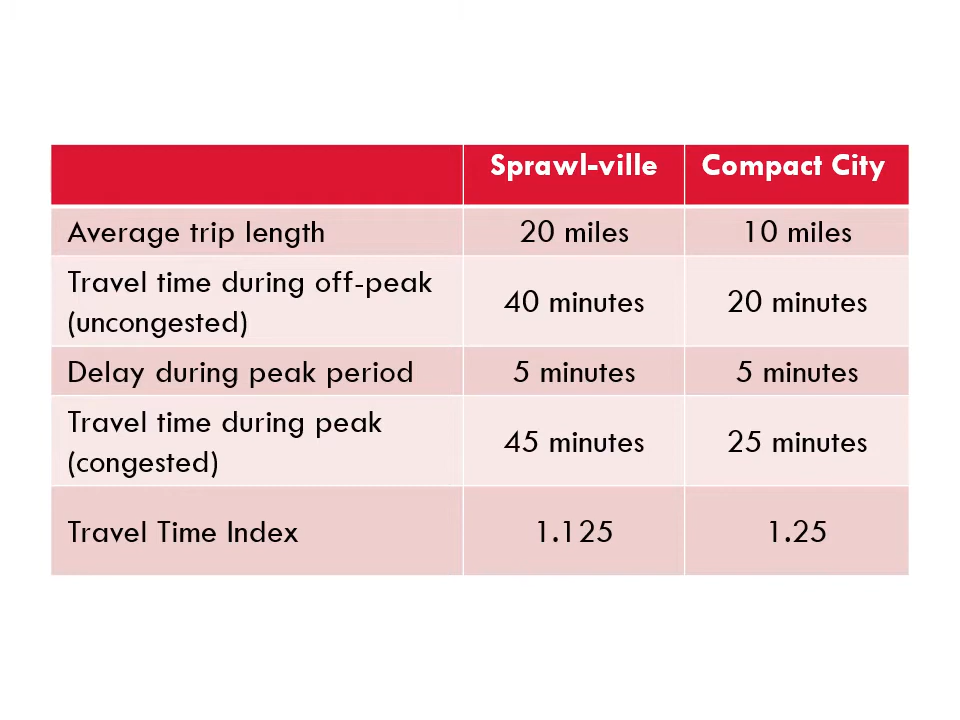 Sprawl-ville Compact City
Average trip length 20 miles 10 miles
Travel time during off-peak
(uncongested) 40 minutes 20 minutes
Delay during peak period 5 minutes 5 minutes
Travel time during peak
(congested) 45 minutes 25 minutes
Travel Time Index 1.125 1.25